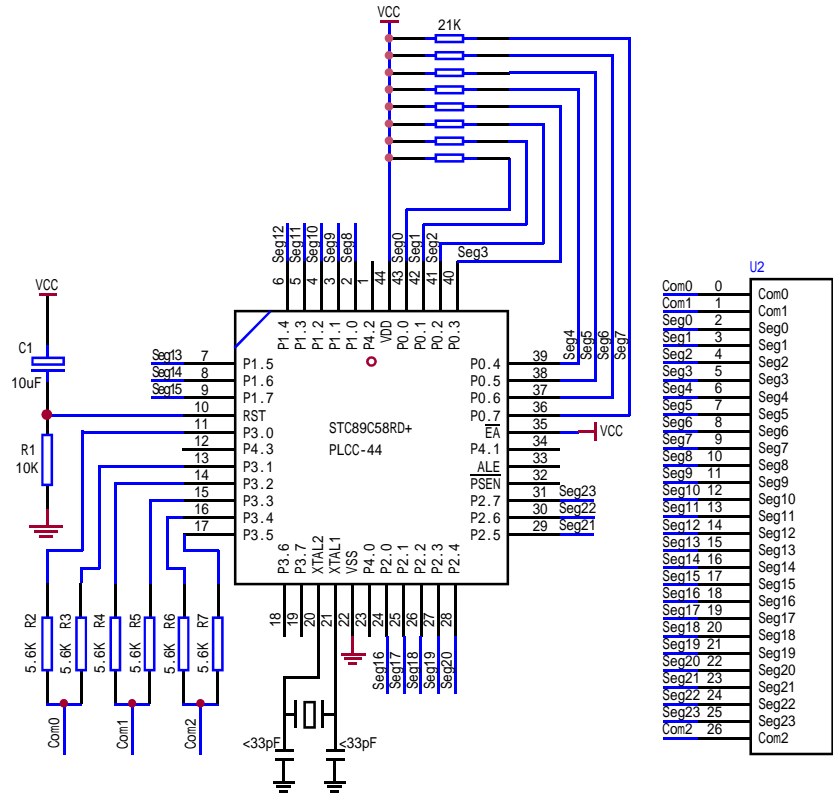 VCC
21K
Seg12
Seg11
Seg10
Seg9
Seg8
Seg0
Seg1
Seg2
Seg3
6
5
4
3
2
1
44
43
42
41
40
P1.4
P1.3
P1.2
P1.1
P1.0
P4.2
VDD
P0.0
P0.1
P0.2
P0.3
Seg4
Seg5
Seg6
Seg7
VCC
C1
10uF
R1
10K
Seg13 7 P1.5
Seg14 8 P1.6
Seg15 9 P1.7
10 RST
11 P3.0
12 P4.3
13 P3.1
14 P3.2
15 P3.3
16 P3.4
17 P3.5
STC89C58RD+
PLCC-44
P0.4 39
P0.5 38
P0.6 37
P0.7 36
EA 35 VCC
P4.1 34
ALE 33
PSEN 32
P2.7 31 Seg23
P2.6 30 Seg22
P2.5 29 Seg21
P3.6
P3.7
XTAL2
XTAL1
VSS
P4.0
P2.0
P2.1
P2.2
P2.3
P2.4
18
19
20
21
22
23
24
25
26
27
28
Seg16
Seg17
Seg18
Seg19
Seg20
5.6K R2
5.6K R3
5.6K R4
5.6K R5
5.6K R6
5.6K R7
Com0
Com1
Com2
<33pF
<33pF
U2
Com0 0 Com0
Com1 1 Com1
Seg0 2 Seg0
Seg1 3 Seg1
Seg2 4 Seg2
Seg3 5 Seg3
Seg4 6 Seg4
Seg5 7 Seg5
Seg6 8 Seg6
Seg7 9 Seg7
Seg8 10 Seg8
Seg9 11 Seg9
Seg10 12 Seg10
Seg11 13 Seg11
Seg12 14 Seg12
Seg13 15 Seg13
Seg14 16 Seg14
Seg15 17 Seg15
Seg16 18 Seg16
Seg17 19 Seg17
Seg18 20 Seg18
Seg19 21 Seg19
Seg20 22 Seg20
Seg21 23 Seg21
Seg22 24 Seg22
Seg23 25 Seg23
Com2 26 Com2